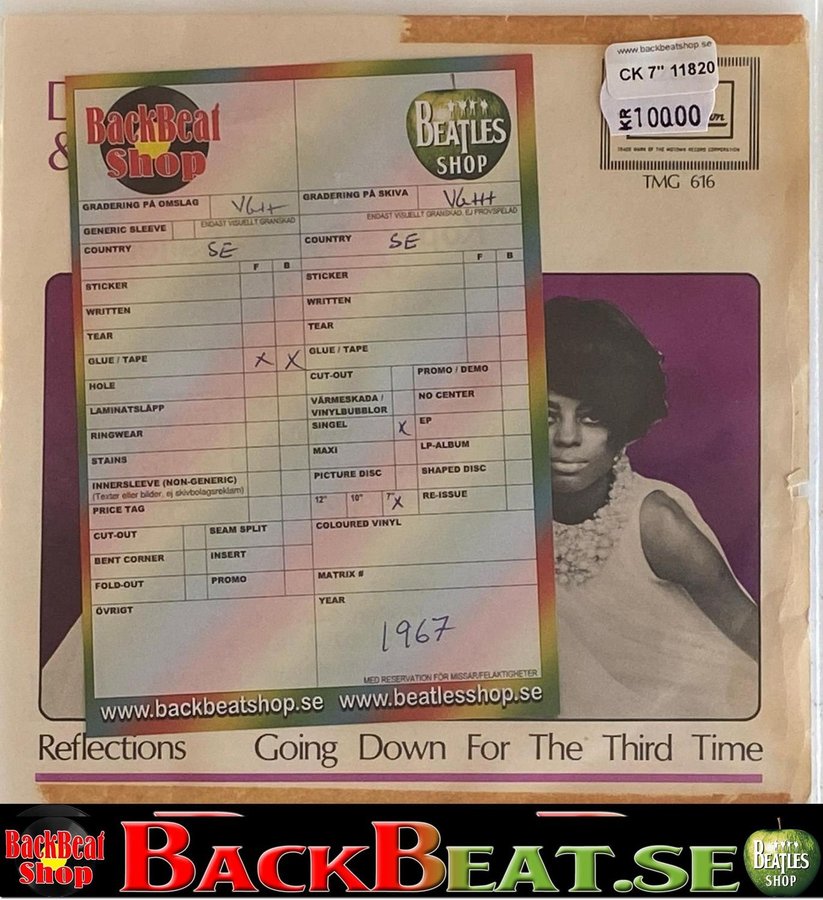 www.backbeatshop.se
CK 7" 11820
KR 100.00
TRADE MARK OF THE MOTOWN RECORD CORPORATION
TMG 616
D
&
BackBeat
Shop
BEATLES
SHOP
GRADERING PÅ OMSLAG VG++
ENDAST VISUELLT GRANSKAD
GENERIC SLEEVE
COUNTRY SE
F B
STICKER
WRITTEN
TEAR
GLUE / TAPE X X
HOLE
LAMINATSLÄPP
RINGWEAR
STAINS
INNERSLEEVE (NON-GENERIC)
(Texter eller bilder, ej skivbolagsreklam)
PRICE TAG
CUT-OUT SEAM SPLIT
BENT CORNER INSERT
FOLD-OUT PROMO
ÖVRIGT
GRADERING PÅ SKIVA VG++
ENDAST VISUELLT GRANSKAD, EJ PROVSPELAD
COUNTRY SE
F B
STICKER
WRITTEN
TEAR
GLUE / TAPE
CUT-OUT PROMO / DEMO
VÄRMESKADA / NO CENTER
VINYLBUBBLOR
SINGEL X EP
MAXI LP-ALBUM
PICTURE DISC SHAPED DISC
12" 10" 7" X RE-ISSUE
COLOURED VINYL
MATRIX #
YEAR
1967
MED RESERVATION FÖR MISSAR/FELAKTIGHETER
www.backbeatshop.se www.beatlesshop.se
Reflections Going Down For The Third Time
BackBeat
Shop
BACKBEAT.SE
BEATLES
SHOP